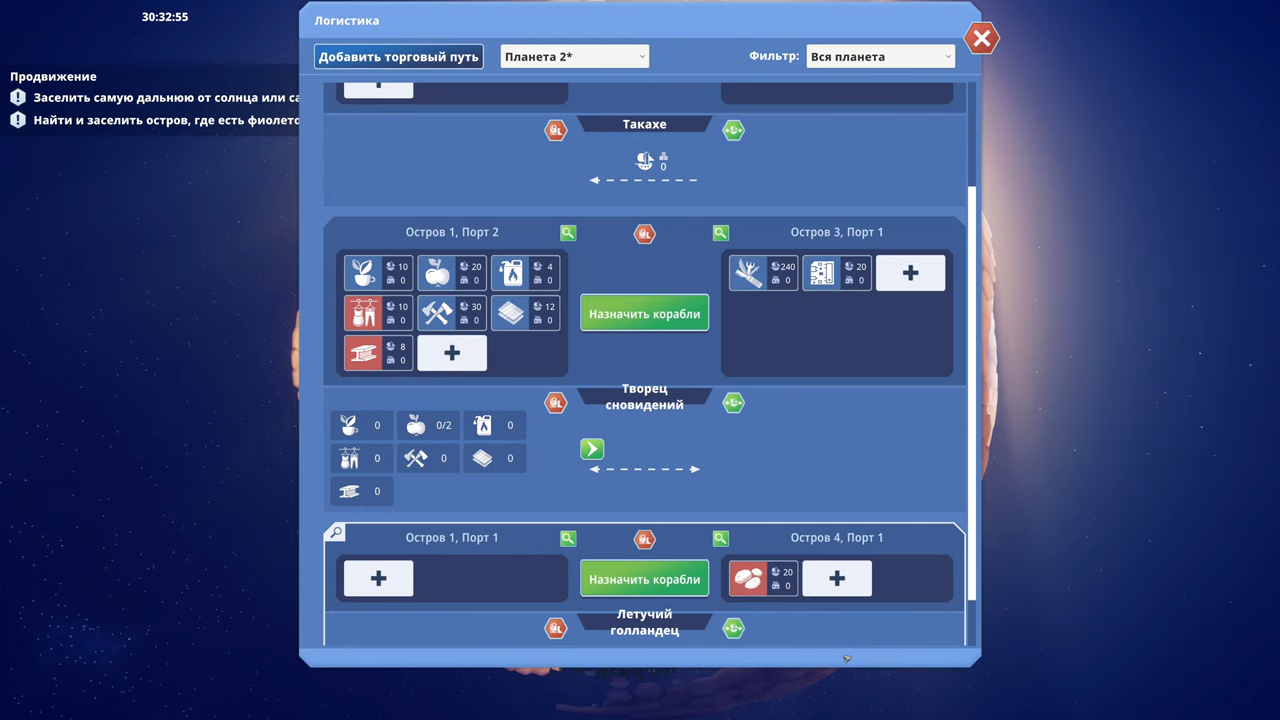 30:32:55
Логистика
Добавить торговый путь
Планета 2*
Фильтр:
Вся планета
Продвижение
Заселить самую дальнюю от солнца или са
Найти и заселить остров, где есть фиолето
Такахе
0
Остров 1, Порт 2
Остров 3, Порт 1
10
0
20
0
4
0
240
0
20
0
10
0
30
0
12
0
Назначить корабли
8
0
Творец
сновидений
0
0/2
0
0
0
0
0
Остров 1, Порт 1
Остров 4, Порт 1
Назначить корабли
20
0
Летучий
голландец